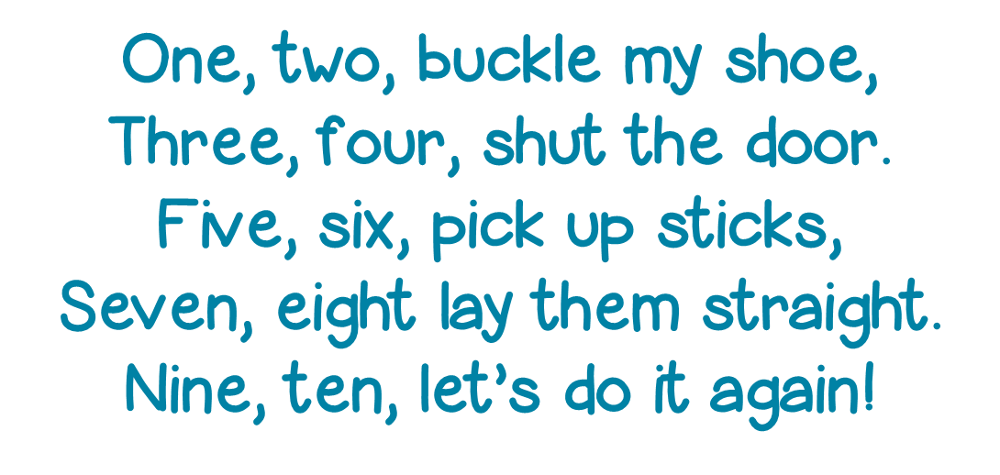 One, two, buckle my shoe,
Three, four, shut the door.
Five, six, pick up sticks,
Seven, eight lay them straight.
Nine, ten, let’s do it again!